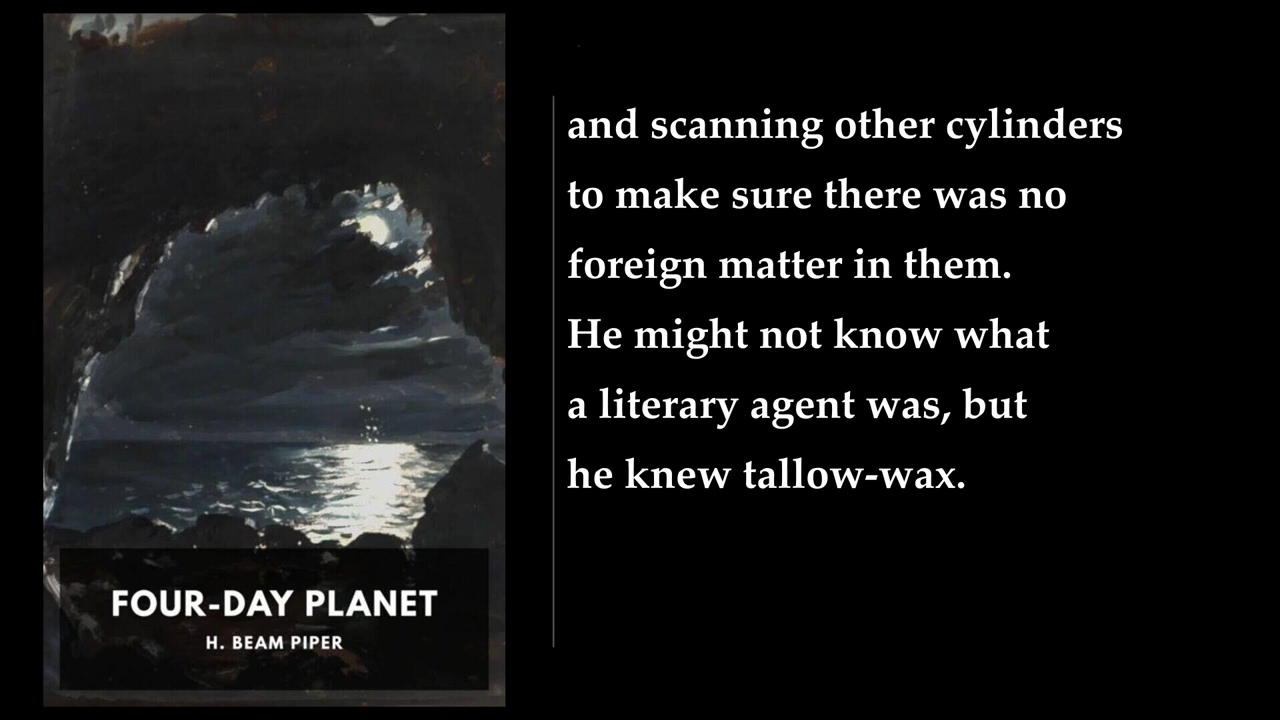 and scanning other cylinders
to make sure there was no
foreign matter in them.
He might not know what
a literary agent was, but
he knew tallow-wax.
FOUR-DAY PLANET
H. BEAM PIPER